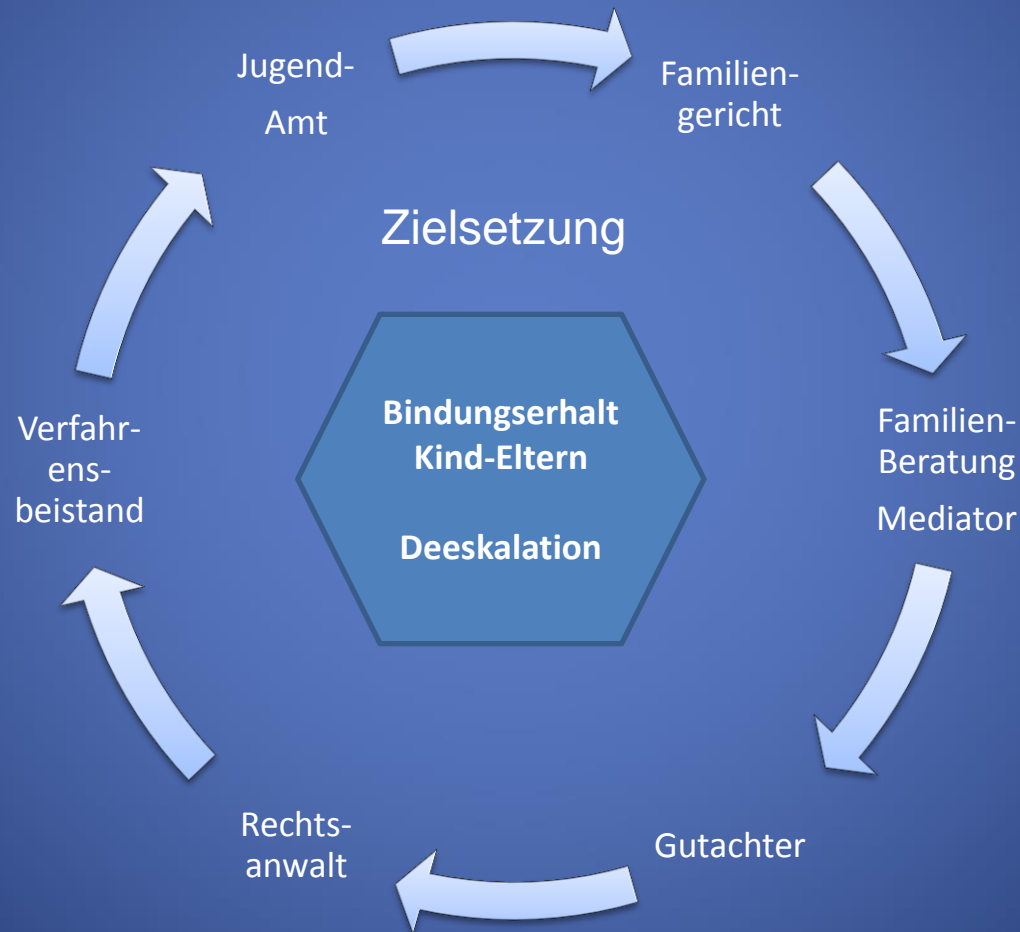 Jugend-
Amt
Familien-
gericht
Zielsetzung
Bindungserhalt
Kind-Eltern
Deeskalation
Familien-
Beratung
Mediator
Gutachter
Rechts-
anwalt
Verfahr-
ens-
beistand